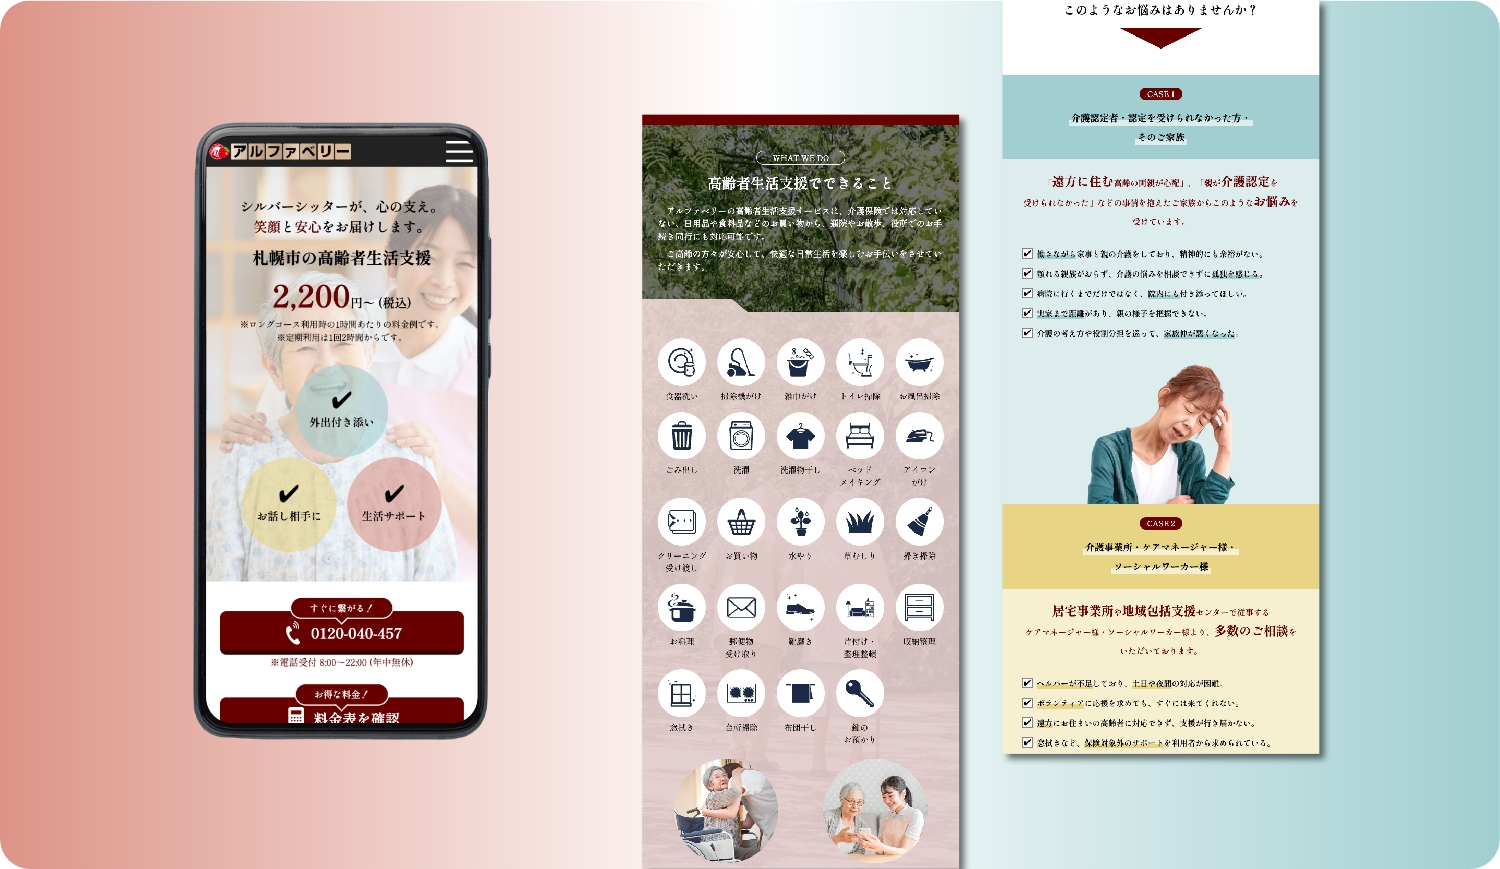 アルファベリー
シルバーシッターが、心の支え。
笑顔と安心をお届けします。
札幌市の高齢者生活支援
2,200円〜 (税込)
※ロングコース利用時の1時間あたりの料金例です。
※定期利用は1回2時間からです。
外出付き添い
お話し相手に
生活サポート
すぐに繋がる！
0120-040-457
※電話受付 8:00〜22:00 (年中無休)
お得な料金！
料金表を確認
WHAT WE DO
高齢者生活支援でできること
アルファベリーの高齢者生活支援サービスは、介護保険では対応してい
ない、日用品や食料品などのお買い物から、通院やお散歩、役所でのお手
続き同行にも対応可能です。
ご高齢の方々が安心して、快適な日常生活を楽しむお手伝いをさせてい
ただきます。
食器洗い
掃除機がけ
雑巾がけ
トイレ掃除
お風呂掃除
ごみ出し
洗濯
洗濯物干し
ベッド
メイキング
アイロン
がけ
クリーニング
受け渡し
お買い物
水やり
草むしり
掃き掃除
お料理
郵便物
受け取り
靴磨き
片付け・
整理整頓
収納整理
窓拭き
台所掃除
布団干し
鍵の
お預かり
このようなお悩みはありませんか？
CASE 1
介護認定者・認定を受けられなかった方・
そのご家族
「遠方に住む高齢の両親が心配」、「親が介護認定を
受けられなかった」などの事情を抱えたご家族からこのようなお悩みを
受けています。
働きながら家事と親の介護をしており、精神的にも余裕がない。
頼れる親族がおらず、介護の悩みを相談できずに孤独を感じる。
病院に行くまでだけではなく、院内にも付き添ってほしい。
実家まで距離があり、親の様子を把握できない。
介護の考え方や役割分担を巡って、家族仲が悪くなった。
CASE 2
介護事業所・ケアマネージャー様・
ソーシャルワーカー様
居宅事業所や地域包括支援センターで従事する
ケアマネージャー様・ソーシャルワーカー様より、多数のご相談を
いただいております。
ヘルパーが不足しており、土日や夜間の対応が困難。
ボランティアに応援を求めても、すぐには来てくれない。
遠方にお住まいの高齢者に対応できず、支援が行き届かない。
窓拭きなど、保険対象外のサポートを利用者から求められている。